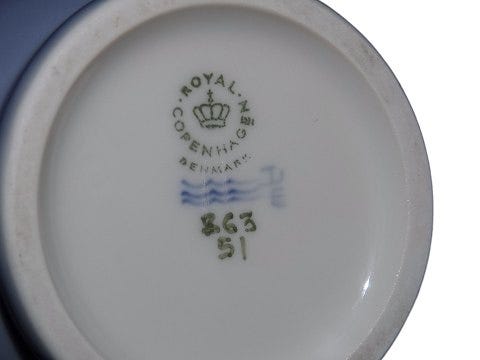 ROYAL
COPENHAGEN
DENMARK
863
51